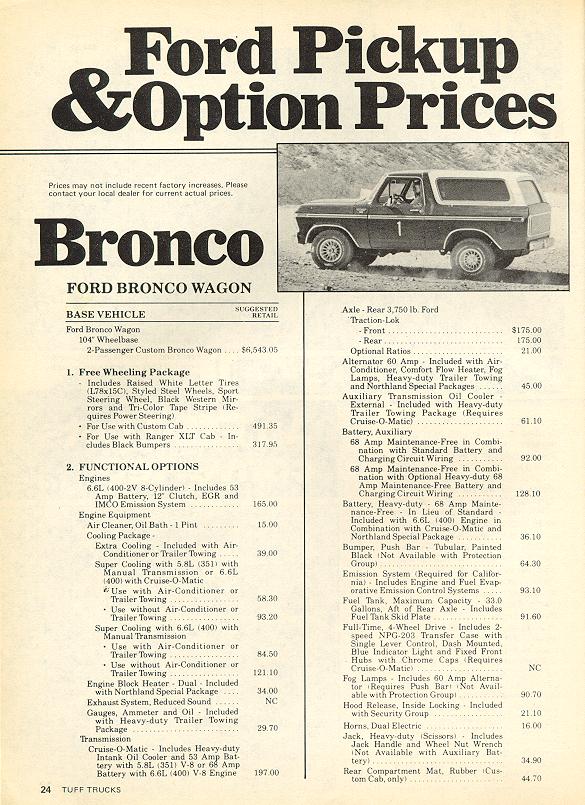 Ford Pickup
& Option Prices
Prices may not include recent factory increases. Please
contact your local dealer for current actual prices.
Bronco
FORD BRONCO WAGON
BASE VEHICLE SUGGESTED RETAIL
Ford Bronco Wagon
104" Wheelbase
2-Passenger Custom Bronco Wagon .... $6,543.05
1. Free Wheeling Package
- Includes Raised White Letter Tires
(L78x15C), Styled Steel Wheels, Sport
Steering Wheel, Black Western Mir-
rors and Tri-Color Tape Stripe (Re-
quires Power Steering)
• For Use with Custom Cab ............ 491.35
• For Use with Ranger XLT Cab - In-
cludes Black Bumpers ............... 317.95
2. FUNCTIONAL OPTIONS
Engines
6.6L (400-2V 8-Cylinder) - Includes 53
Amp Battery, 12" Clutch, EGR and
IMCO Emission System ............ 165.00
Engine Equipment
Air Cleaner, Oil Bath - 1 Pint ......... 15.00
Cooling Package -
Extra Cooling - Included with Air-
Conditioner or Trailer Towing .... 39.00
Super Cooling with 5.8L (351) with
Manual Transmission or 6.6L
(400) with Cruise-O-Matic
• Use with Air-Conditioner or
Trailer Towing .................. 58.30
• Use without Air-Conditioner or
Trailer Towing .................. 93.20
Super Cooling with 6.6L (400) with
Manual Transmission
• Use with Air-Conditioner or
Trailer Towing .................. 84.50
• Use without Air-Conditioner or
Trailer Towing .................. 121.10
Engine Block Heater - Dual - Included
with Northland Special Package .... 34.00
Exhaust System, Reduced Sound ...... NC
Gauges, Ammeter and Oil - Included
with Heavy-duty Trailer Towing
Package ............................ 29.70
Transmission
Cruise-O-Matic - Includes Heavy-duty
Intank Oil Cooler and 53 Amp Bat-
tery with 5.8L (351) V-8 or 68 Amp
Battery with 6.6L (400) V-8 Engine 197.00
Axle - Rear 3,750 lb. Ford
Traction-Lok
- Front ............................ $175.00
- Rear ............................. 175.00
Optional Ratios ...................... 21.00
Alternator 60 Amp - Included with Air-
Conditioner, Comfort Flow Heater, Fog
Lamps, Heavy-duty Trailer Towing
and Northland Special Packages ...... 45.00
Auxiliary Transmission Oil Cooler -
External - Included with Heavy-duty
Trailer Towing Package (Requires
Cruise-O-Matic) ..................... 61.10
Battery, Auxiliary
68 Amp Maintenance-Free in Combi-
nation with Standard Battery and
Charging Circuit Wiring ........... 92.00
68 Amp Maintenance-Free in Combi-
nation with Optional Heavy-duty 68
Amp Maintenance-Free Battery and
Charging Circuit Wiring ........... 128.10
Battery, Heavy-duty - 68 Amp Mainte-
nance-Free - In Lieu of Standard -
Included with 6.6L (400) Engine in
Combination with Cruise-O-Matic and
Northland Special Package ........... 36.10
Bumper, Push Bar - Tubular, Painted
Black (Not Available with Protection
Group) ............................. 64.30
Emission System (Required for Califor-
nia) - Includes Engine and Fuel Evap-
orative Emission Control Systems .... 93.10
Fuel Tank, Maximum Capacity - 33.0
Gallons, Aft of Rear Axle - Includes
Fuel Tank Skid Plate ................ 91.60
Full-Time, 4-Wheel Drive - Includes 2-
speed NPG-203 Transfer Case with
Single Lever Control, Dash Mounted,
Blue Indicator Light and Fixed Front
Hubs with Chrome Caps (Requires
Cruise-O-Matic) ..................... NC
Fog Lamps - Includes 60 Amp Alterna-
tor (Requires Push Bar) (Not Avail-
able with Protection Group) .......... 90.70
Hood Release, Inside Locking - Included
with Security Group ................. 21.10
Horns, Dual Electric .................. 16.00
Jack, Heavy-duty (Scissors) - Includes
Jack Handle and Wheel Nut Wrench
(Not Available with Auxiliary Bat-
tery) ............................... 34.90
Rear Compartment Mat, Rubber (Cus-
tom Cab, only) ...................... 44.70
24 TUFF TRUCKS